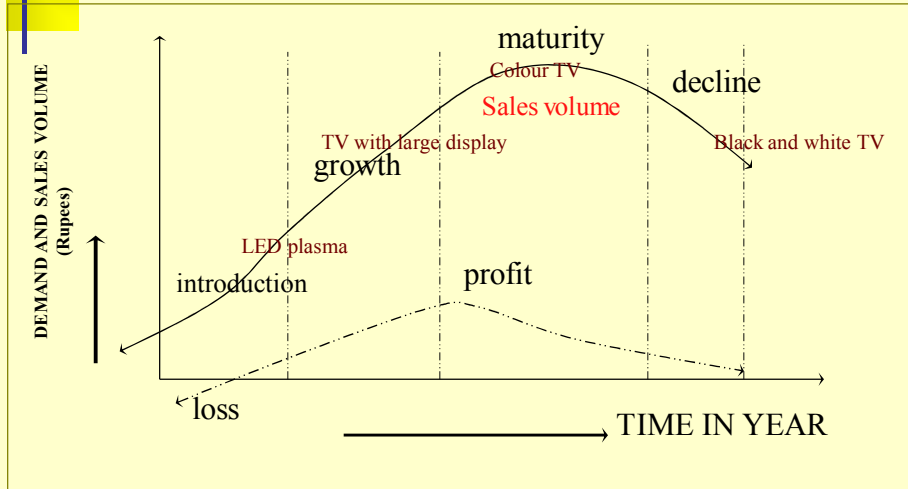 maturity
Colour TV
decline
Sales volume
TV with large display
Black and white TV
growth
DEMAND AND SALES VOLUME
(Rupees)
LED plasma
introduction
profit
loss
TIME IN YEAR